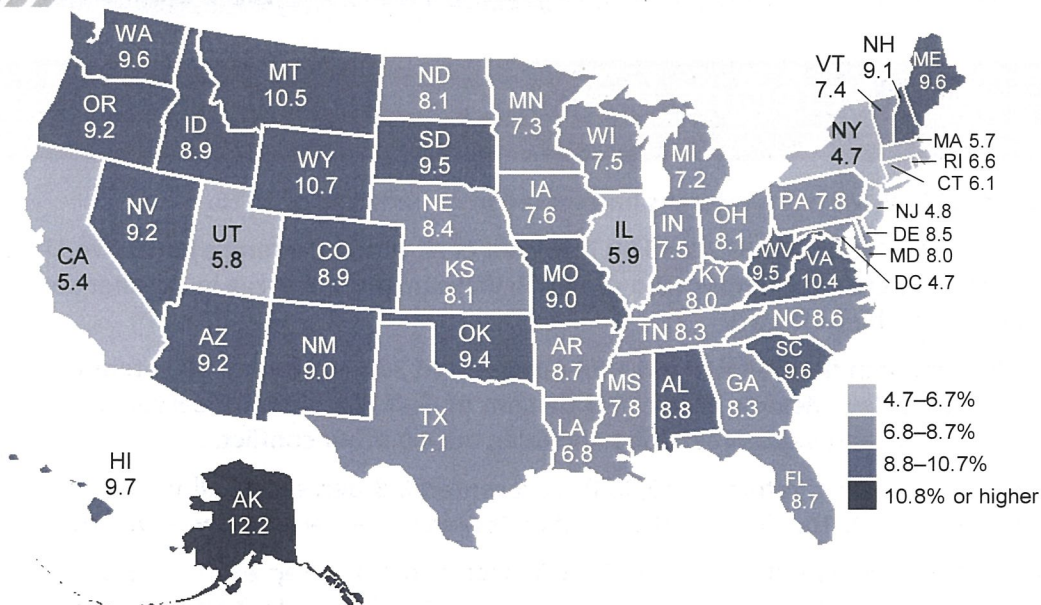 WA
9.6
OR
9.2
CA
5.4
NV
9.2
ID
8.9
MT
10.5
WY
10.7
UT
5.8
CO
8.9
AZ
9.2
NM
9.0
ND
8.1
SD
9.5
NE
8.4
KS
8.1
OK
9.4
TX
7.1
MN
7.3
IA
7.6
MO
9.0
AR
8.7
LA
6.8
WI
7.5
IL
5.9
MI
7.2
IN
7.5
OH
8.1
KY
8.0
TN 8.3
MS
7.8
AL
8.8
GA
8.3
FL
8.7
SC
9.6
NC 8.6
VA
10.4
WV
9.5
PA 7.8
NY
4.7
VT
7.4
NH
9.1
ME
9.6
MA 5.7
RI 6.6
CT 6.1
NJ 4.8
DE 8.5
MD 8.0
DC 4.7
HI
9.7
AK
12.2
4.7–6.7%
6.8–8.7%
8.8–10.7%
10.8% or higher